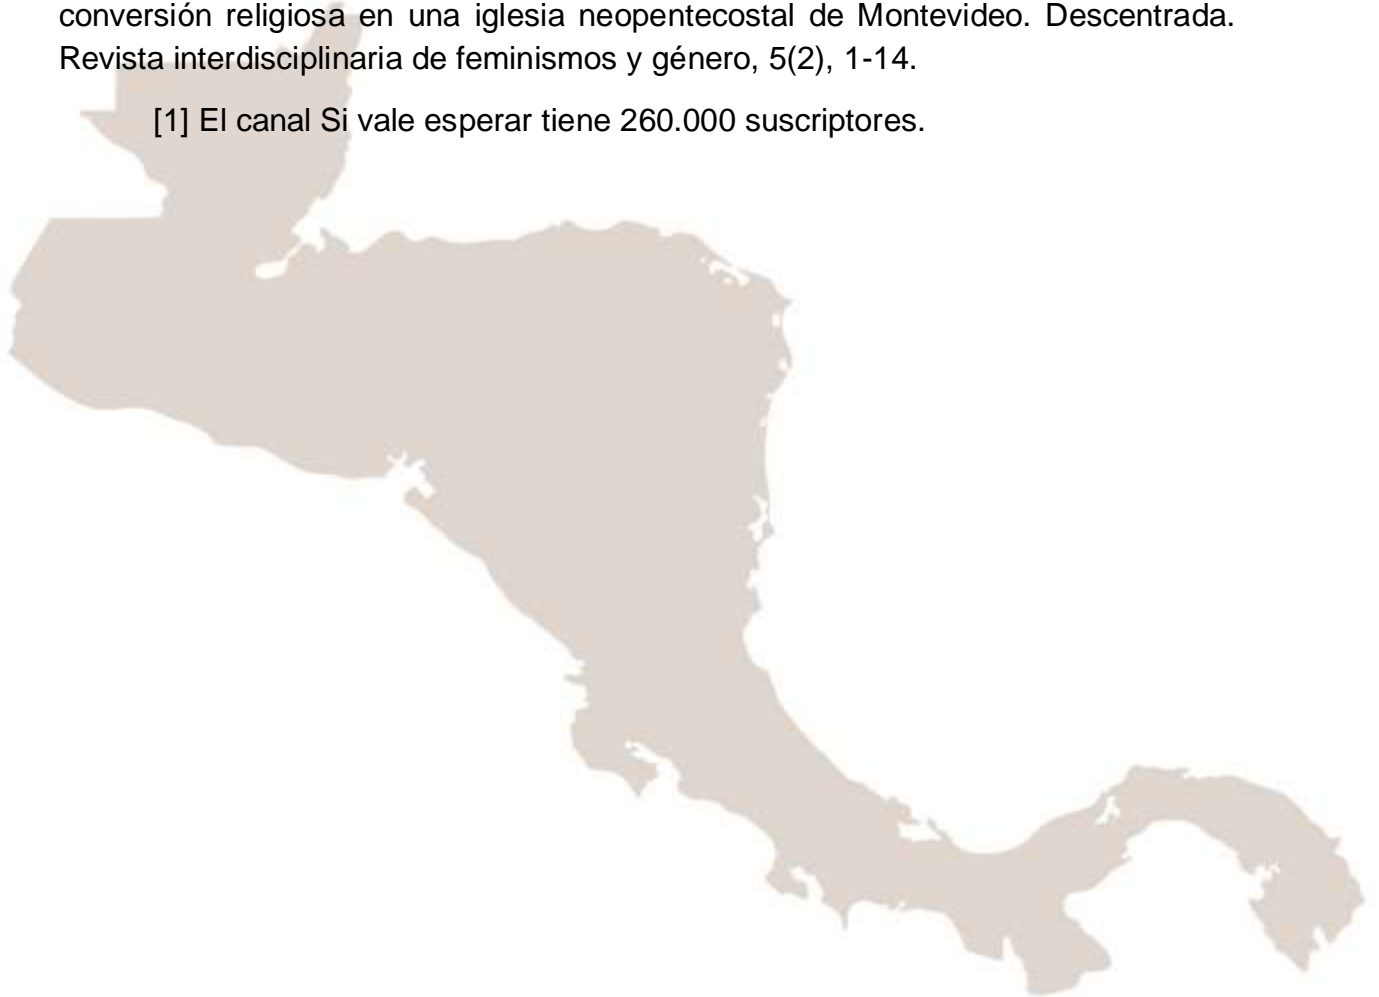 conversión religiosa en una iglesia neopentecostal de Montevideo. Descentrada.
Revista interdisciplinaria de feminismos y género, 5(2), 1-14.
[1] El canal Si vale esperar tiene 260.000 suscriptores.